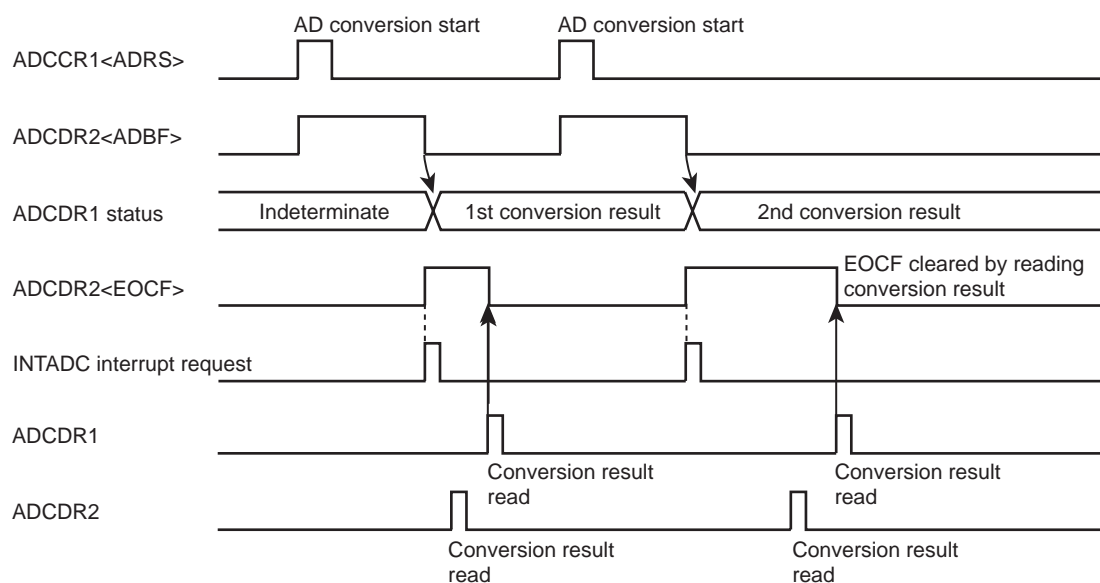 AD conversion start
AD conversion start
ADCCR1<ADRS>
ADCDR2<ADBF>
ADCDR1 status
Indeterminate
1st conversion result
2nd conversion result
EOCF cleared by reading
conversion result
ADCDR2<EOCF>
INTADC interrupt request
ADCDR1
Conversion result
read
Conversion result
read
ADCDR2
Conversion result
read
Conversion result
read